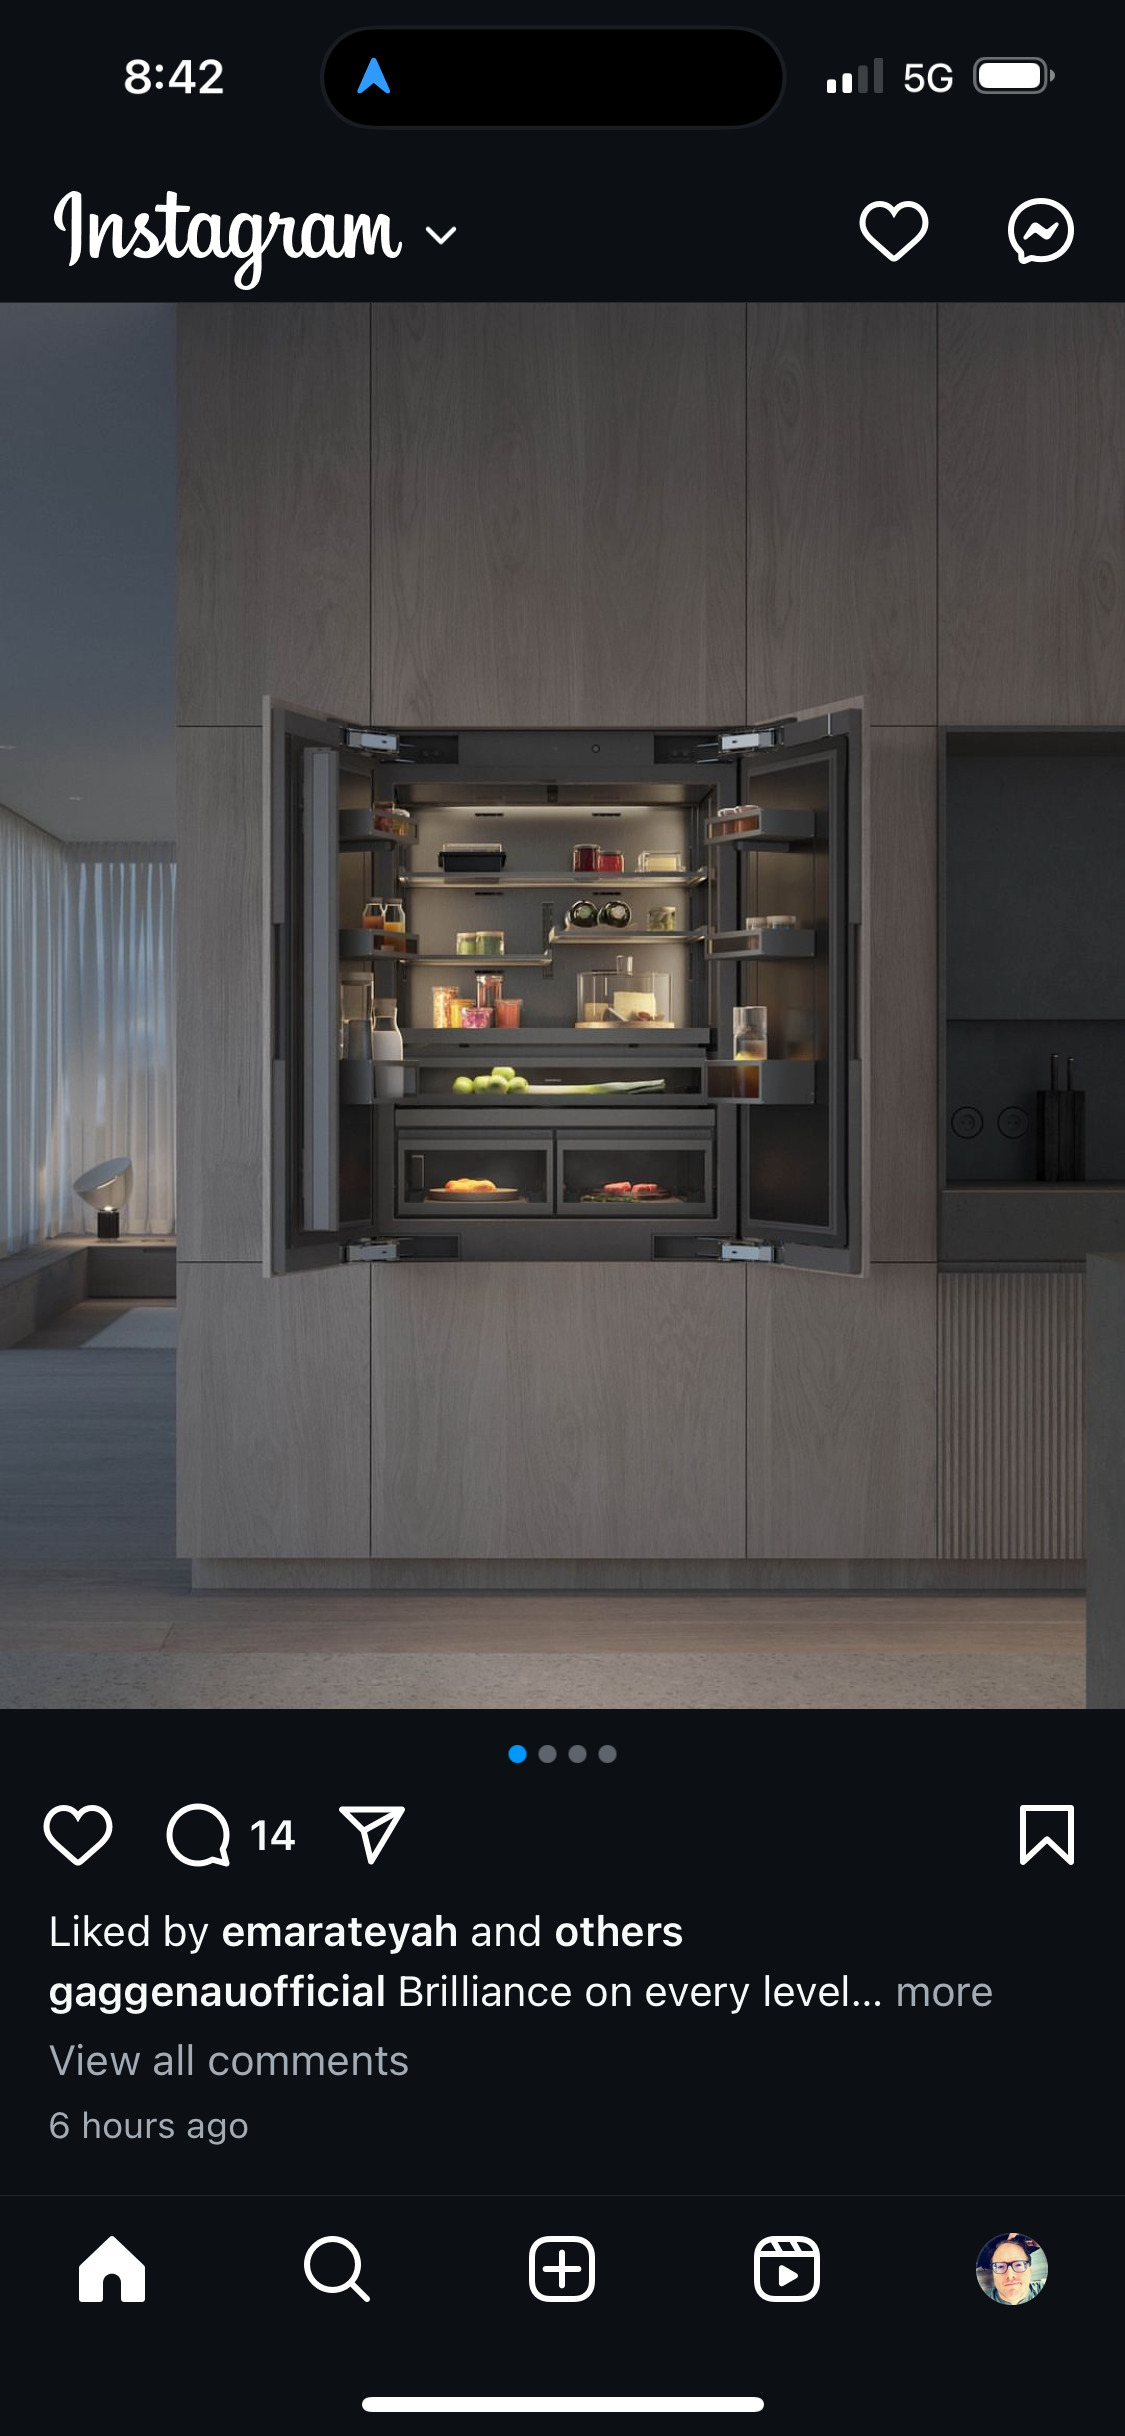 8:42
5G
Instagram
14
Liked by emarateyah and others
gaggenauofficial Brilliance on every level... more
View all comments
6 hours ago